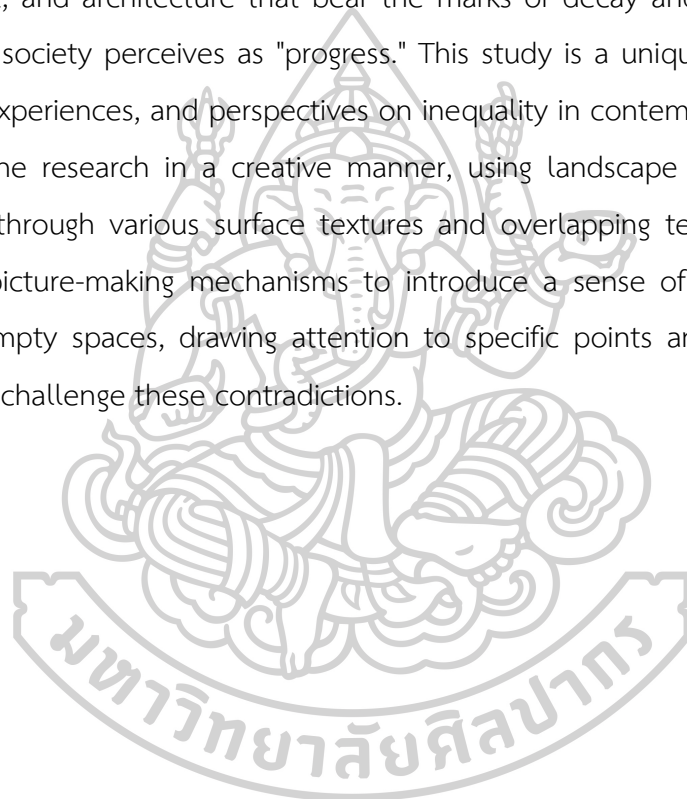 , and architecture that bear the marks of decay and
society perceives as "progress." This study is a uniqu
xperiences, and perspectives on inequality in contem
ne research in a creative manner, using landscape
through various surface textures and overlapping te
picture-making mechanisms to introduce a sense of
mpty spaces, drawing attention to specific points ar
challenge these contradictions.
มหาวิทยาลัยศิลปากร